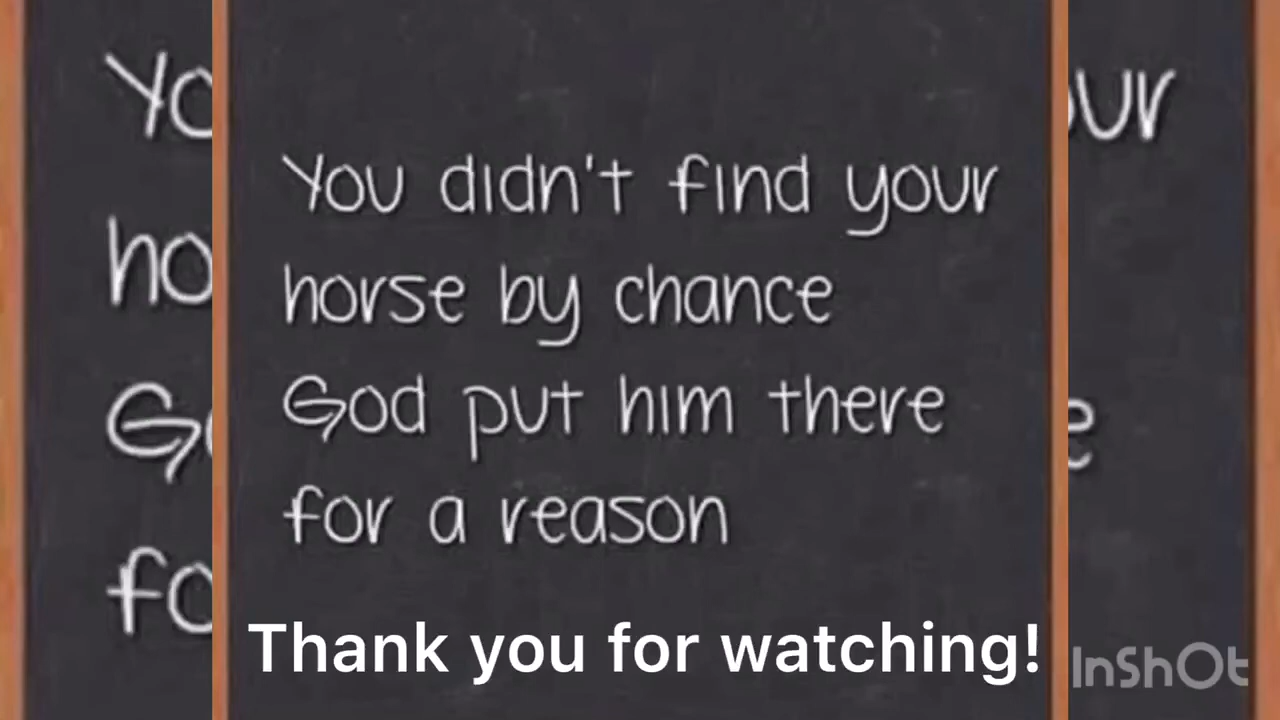 You didn't find your
horse by chance
God put him there
for a reason
Thank you for watching!
InShOt